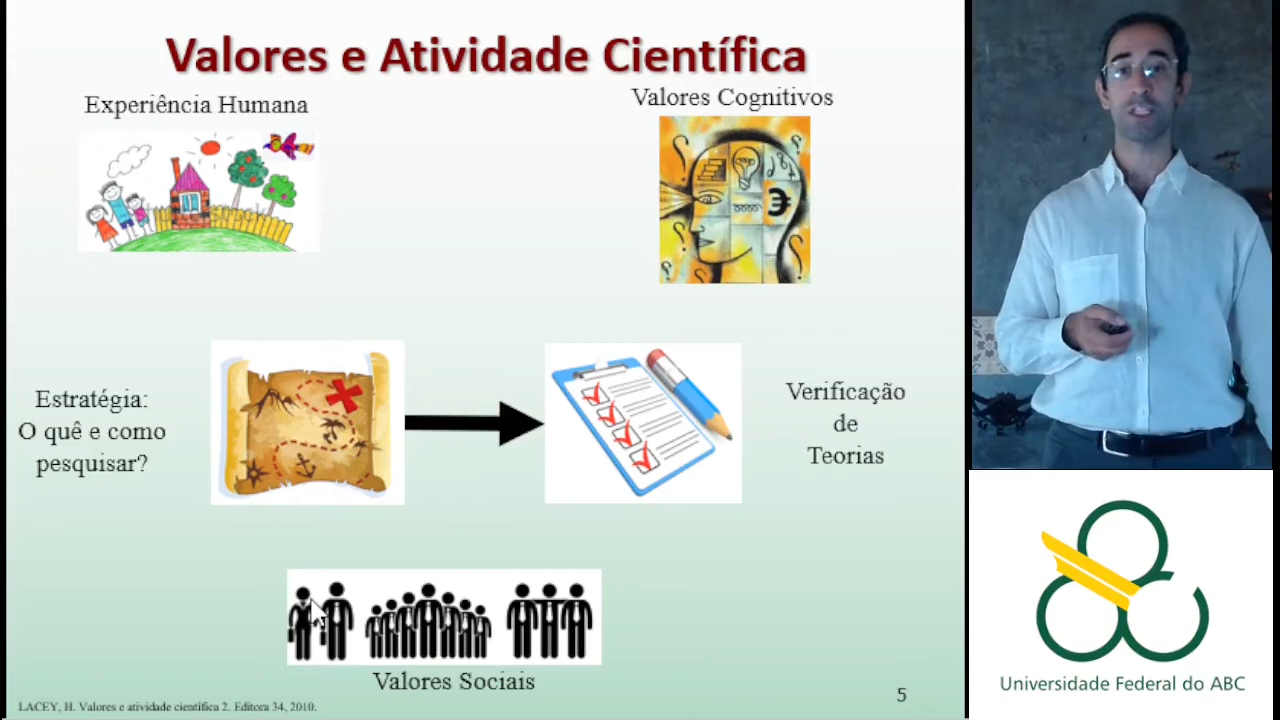 Valores e Atividade Científica
Experiência Humana
Valores Cognitivos
Estratégia:
O quê e como
pesquisar?
Verificação
de
Teorias
Valores Sociais
LACEY, H. Valores e atividade científica 2. Editora 34, 2010.
5
Universidade Federal do ABC